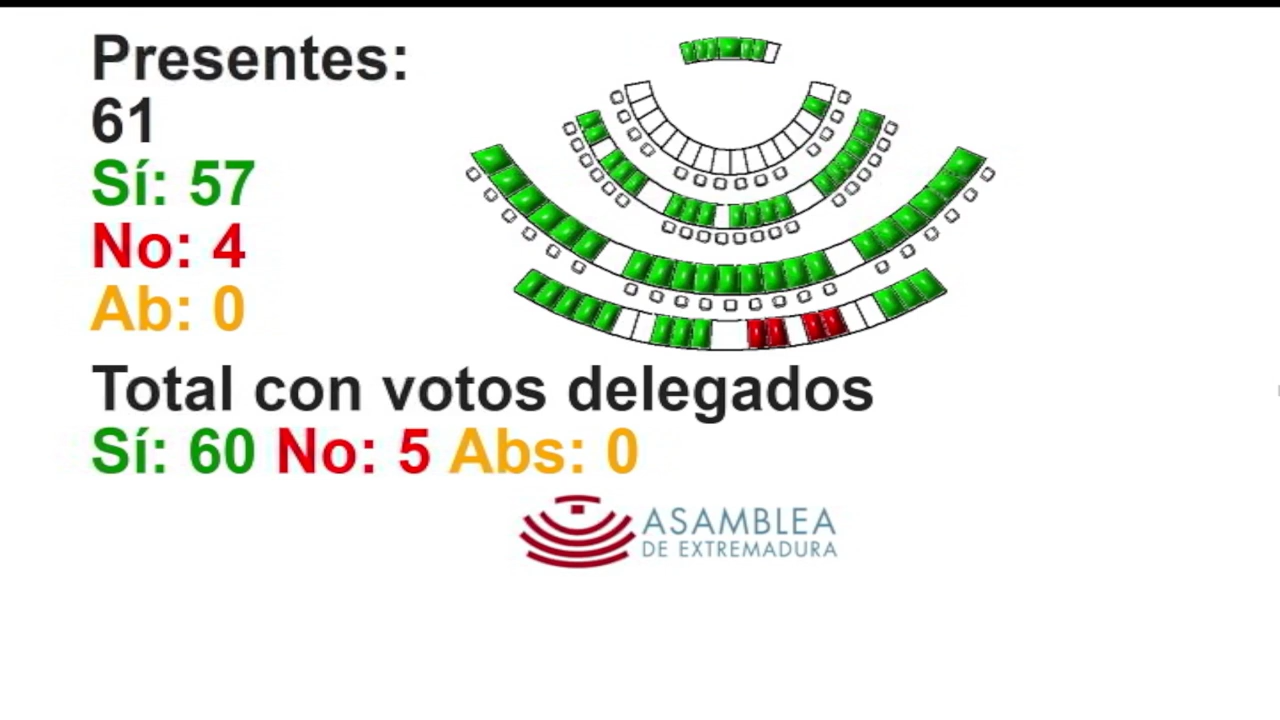 Presentes:
61
Sí: 57
No: 4
Ab: 0
Total con votos delegados
Sí: 60 No: 5 Abs: 0
ASAMBLEA
DE EXTREMADURA